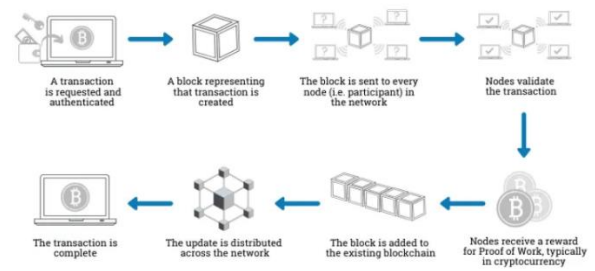 A transaction
is requested and
authenticated
A block representing
that transaction is
created
The block is sent to every
node (i.e. participant) in
the network
Nodes validate
the transaction
Nodes receive a reward
for Proof of Work, typically
in cryptocurrency
The block is added to
the existing blockchain
The update is distributed
across the network
The transaction is
complete